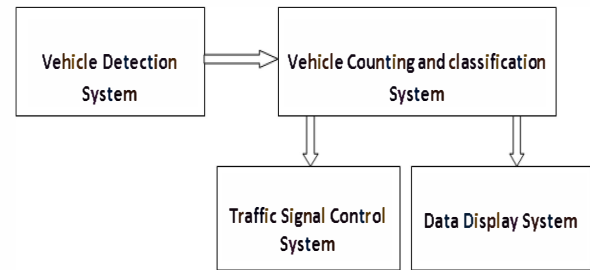 Vehicle Detection
System
Vehicle Counting and classification
System
Traffic Signal Control
System
Data Display System